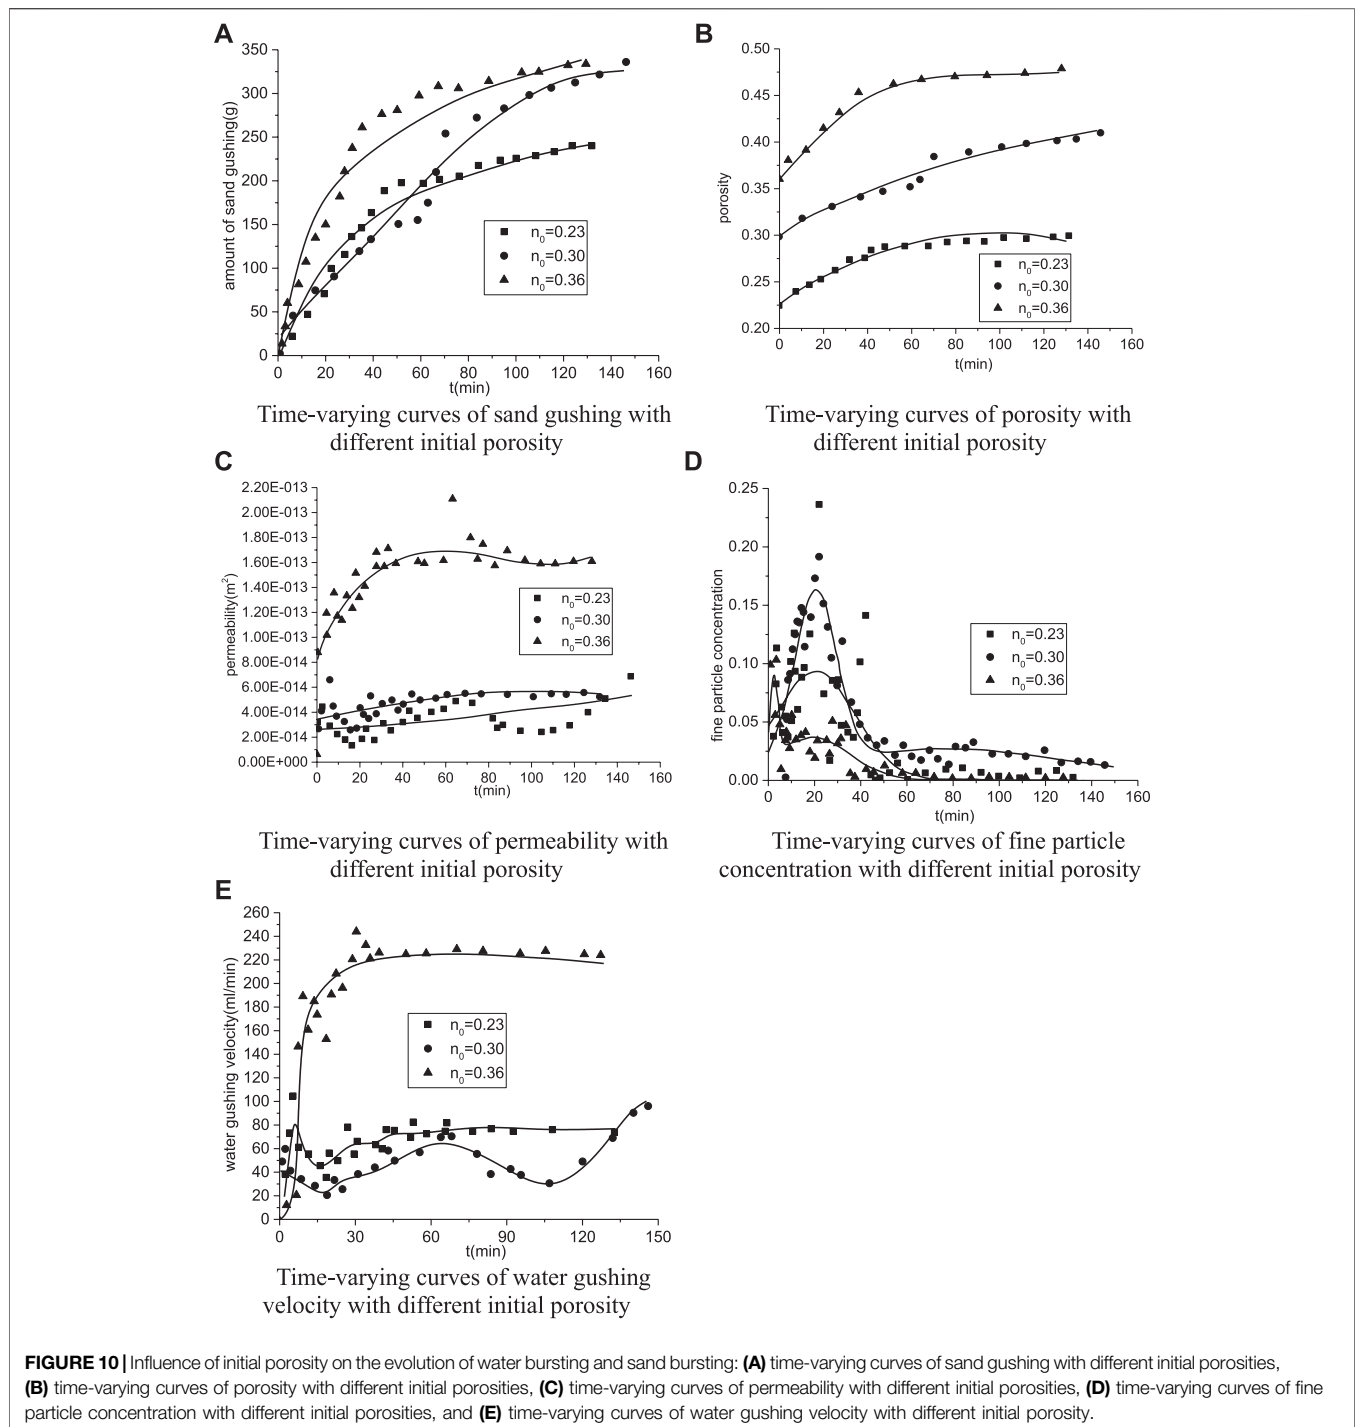 A
350
300
250
200
150
100
50
0
amount of sand gushing(g)
n0=0.23
n0=0.30
n0=0.36
0 20 40 60 80 100 120 140 160
t(min)
Time-varying curves of sand gushing with
different initial porosity
B
0.50
0.45
0.40
0.35
0.30
0.25
0.20
porosity
n0=0.23
n0=0.30
n0=0.36
0 20 40 60 80 100 120 140 160
t(min)
Time-varying curves of porosity with
different initial porosity
C
2.20E-013
2.00E-013
1.80E-013
1.60E-013
1.40E-013
1.20E-013
1.00E-013
8.00E-014
6.00E-014
4.00E-014
2.00E-014
0.00E+000
permeability(m²)
n0=0.23
n0=0.30
n0=0.36
0 20 40 60 80 100 120 140 160
t(min)
Time-varying curves of permeability with
different initial porosity
D
0.25
0.20
0.15
0.10
0.05
0.00
fine particle concentration
n0=0.23
n0=0.30
n0=0.36
0 20 40 60 80 100 120 140 160
t(min)
Time-varying curves of fine particle
concentration with different initial porosity
E
260
240
220
200
180
160
140
120
100
80
60
40
20
0
water gushing velocity(ml/min)
n0=0.23
n0=0.30
n0=0.36
0 30 60 90 120 150
t(min)
Time-varying curves of water gushing
velocity with different initial porosity
FIGURE 10 | Influence of initial porosity on the evolution of water bursting and sand bursting: (A) time-varying curves of sand gushing with different initial porosities,
(B) time-varying curves of porosity with different initial porosities, (C) time-varying curves of permeability with different initial porosities, (D) time-varying curves of fine
particle concentration with different initial porosities, and (E) time-varying curves of water gushing velocity with different initial porosity.